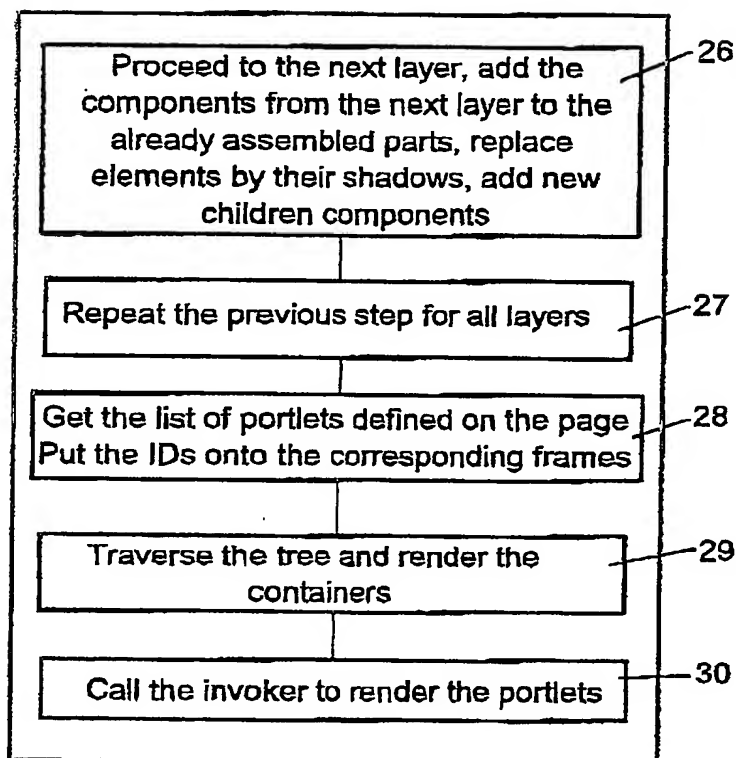 Proceed to the next layer, add the
components from the next layer to the
already assembled parts, replace
elements by their shadows, add new
children components
26
Repeat the previous step for all layers
27
Get the list of portlets defined on the page
Put the IDs onto the corresponding frames
28
Traverse the tree and render the
containers
29
Call the invoker to render the portlets
30